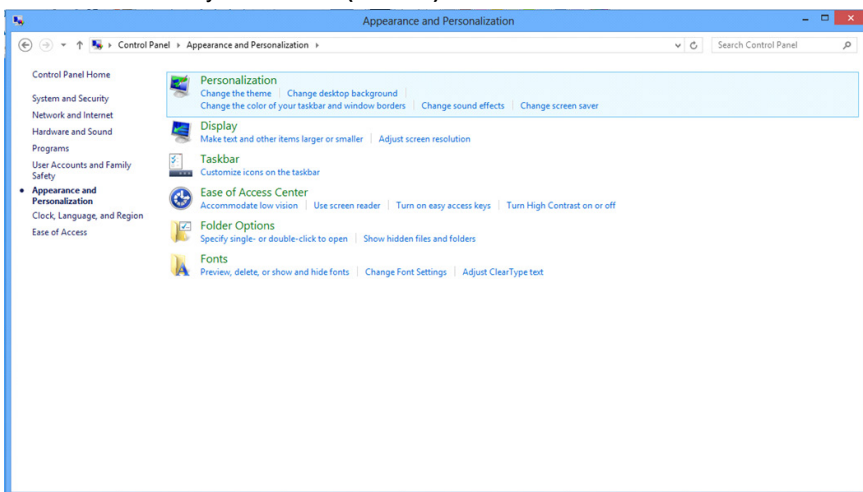 Appearance and Personalization
Control Panel Appearance and Personalization
Search Control Panel
Control Panel Home
System and Security
Network and Internet
Hardware and Sound
Programs
User Accounts and Family
Safety
Appearance and
Personalization
Clock, Language, and Region
Ease of Access
Personalization
Change the theme Change desktop background
Change the color of your taskbar and window borders Change sound effects Change screen saver
Display
Make text and other items larger or smaller Adjust screen resolution
Taskbar
Customize icons on the taskbar
Ease of Access Center
Accommodate low vision Use screen reader Turn on easy access keys Turn High Contrast on or off
Folder Options
Specify single- or double-click to open Show hidden files and folders
Fonts
Preview, delete, or show and hide fonts Change Font Settings Adjust ClearType text